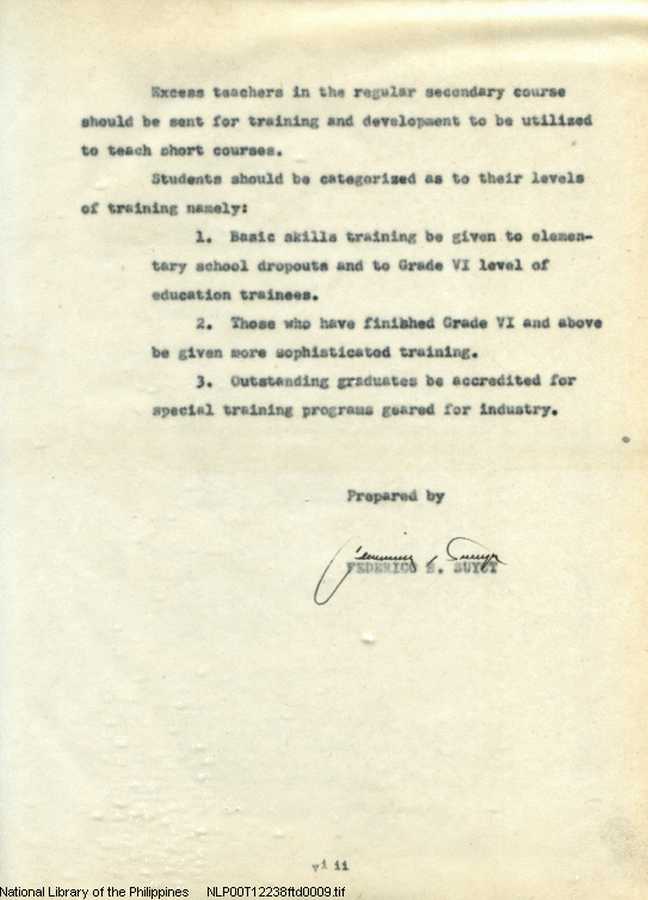 Excess teachers in the regular secondary course
should be sent for training and development to be utilized
to teach short courses.
Students should be categorized as to their levels
of training namely:
1. Basic skills training be given to elemen-
tary school dropouts and to Grade VI level of
education trainees.
2. Those who have finished Grade VI and above
be given more sophisticated training.
3. Outstanding graduates be accredited for
special training programs geared for industry.
Prepared by
FEDERICO S. SUYOT
viii
National Library of the Philippines NLP00T12238ftd0009.tif